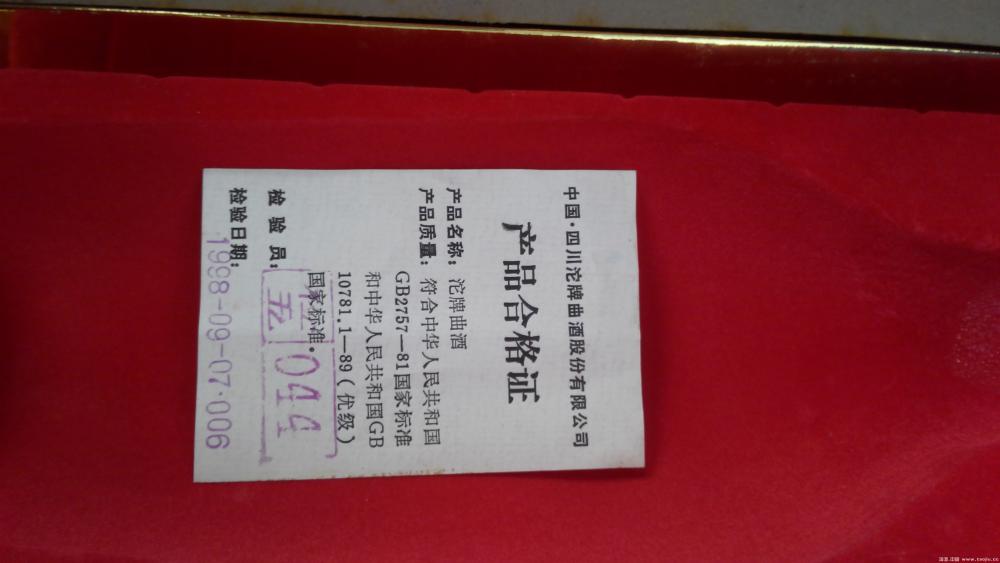 中国·四川沱牌曲酒股份有限公司
产品合格证
产品名称：沱牌曲酒
产品质量：符合中华人民共和国
GB2757—81国家标准
和中华人民共和国GB
10781.1—89（优级）
国家标准·
检验员：
044
检验日期：
1998-09-07·006
www.cnojiu.cc